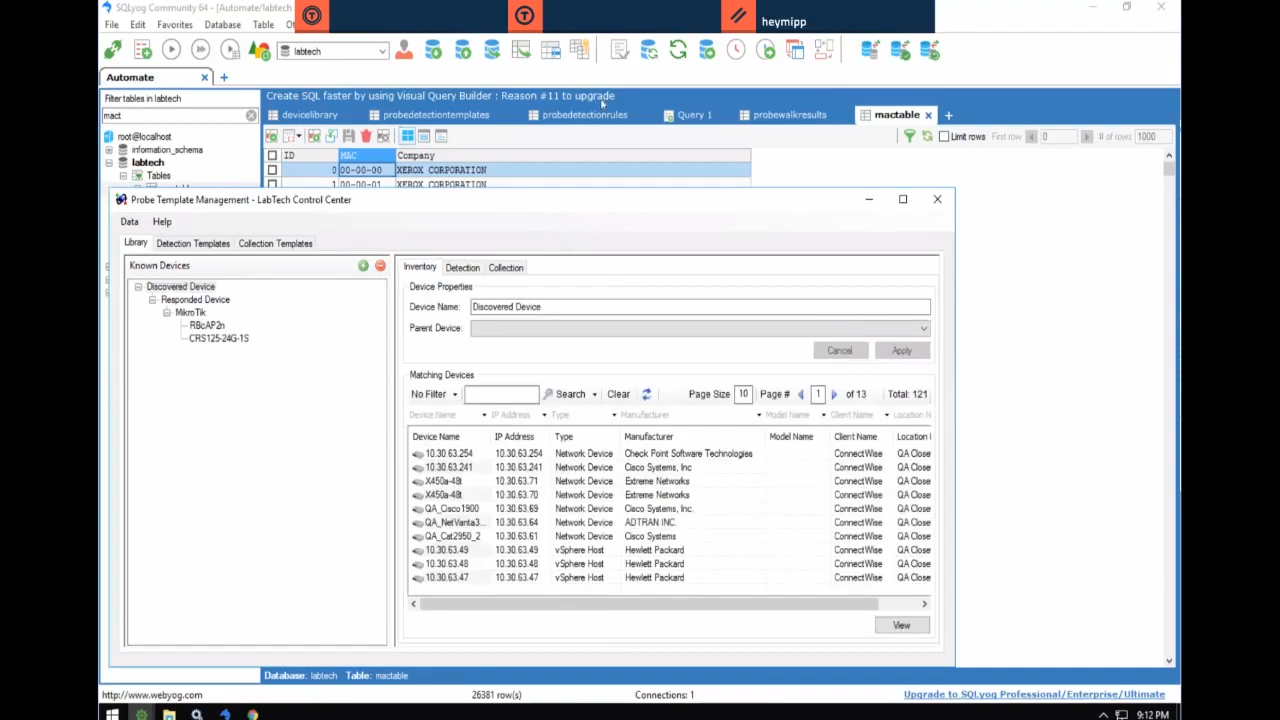 SQLyog Community 64 - [Automate/labtech
heymipp
File Edit Favorites Database Table
labtech
Automate
Filter tables in labtech
Create SQL faster by using Visual Query Builder : Reason #11 to upgrade
mact
devicelibrary probedetectiontemplates probedetectionrules Query 1 probewalkresults mactable
Limit rows First row 0 # of rows 1000
root@localhost
information_schema
labtech
Tables
ID MAC Company
0 00-00-00 XEROX CORPORATION
1 00-00-01 XEROX CORPORATION
Probe Template Management - LabTech Control Center
Data Help
Library Detection Templates Collection Templates
Known Devices
Discovered Device
Responded Device
MikroTik
RBcAP2n
CRS125-24G-1S
Inventory Detection Collection
Device Properties
Device Name: Discovered Device
Parent Device:
Cancel Apply
Matching Devices
No Filter Search Clear Page Size 10 Page # 1 of 13 Total: 121
Device Name IP Address Type Manufacturer Model Name Client Name Location N
Device Name IP Address Type Manufacturer Model Name Client Name Location
10.30.63.254 10.30.63.254 Network Device Check Point Software Technologies ConnectWise QA Close
10.30.63.241 10.30.63.241 Network Device Cisco Systems, Inc ConnectWise QA Close
X450a-48t 10.30.63.71 Network Device Extreme Networks ConnectWise QA Close
X450a-48t 10.30.63.70 Network Device Extreme Networks ConnectWise QA Close
QA_Cisco1900 10.30.63.69 Network Device Cisco Systems, Inc. ConnectWise QA Close
QA_NetVanta3... 10.30.63.64 Network Device ADTRAN INC. ConnectWise QA Close
QA_Cat2950_2 10.30.63.61 Network Device Cisco Systems ConnectWise QA Close
10.30.63.49 10.30.63.49 vSphere Host Hewlett Packard ConnectWise QA Close
10.30.63.48 10.30.63.48 vSphere Host Hewlett Packard ConnectWise QA Close
10.30.63.47 10.30.63.47 vSphere Host Hewlett Packard ConnectWise QA Close
View
Database: labtech Table: mactable
http://www.webyog.com 26381 row(s) Connections: 1 Upgrade to SQLyog Professional/Enterprise/Ultimate
9:12 PM